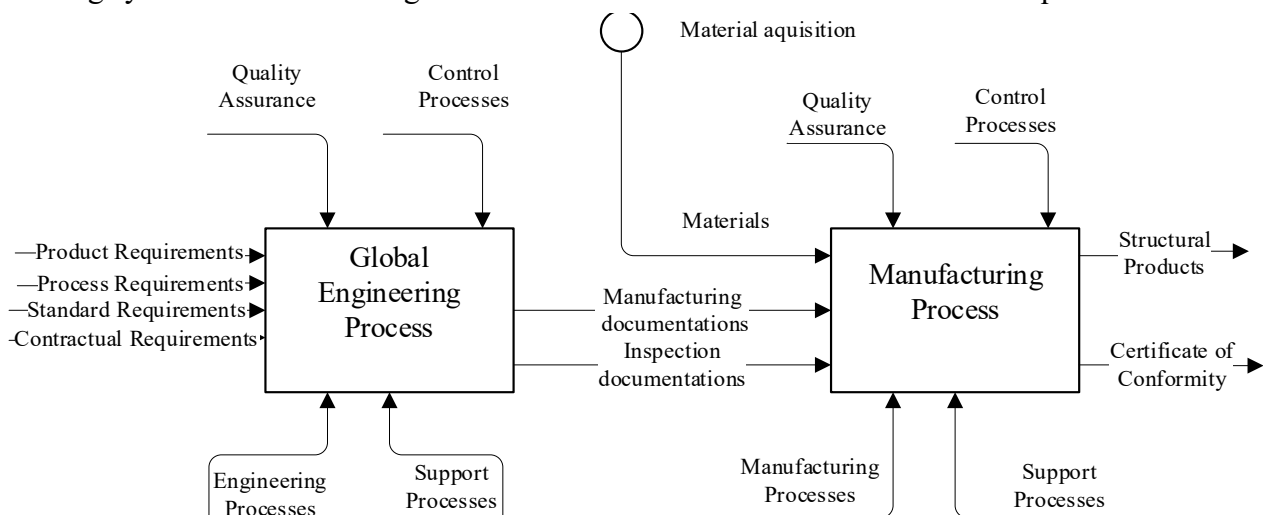 Material aquisition
Quality
Assurance
Control
Processes
Quality
Assurance
Control
Processes
Materials
Product Requirements
Process Requirements
Standard Requirements
Contractual Requirements
Global
Engineering
Process
Manufacturing
documentations
Inspection
documentations
Manufacturing
Process
Structural
Products
Certificate of
Conformity
Engineering
Processes
Support
Processes
Manufacturing
Processes
Support
Processes